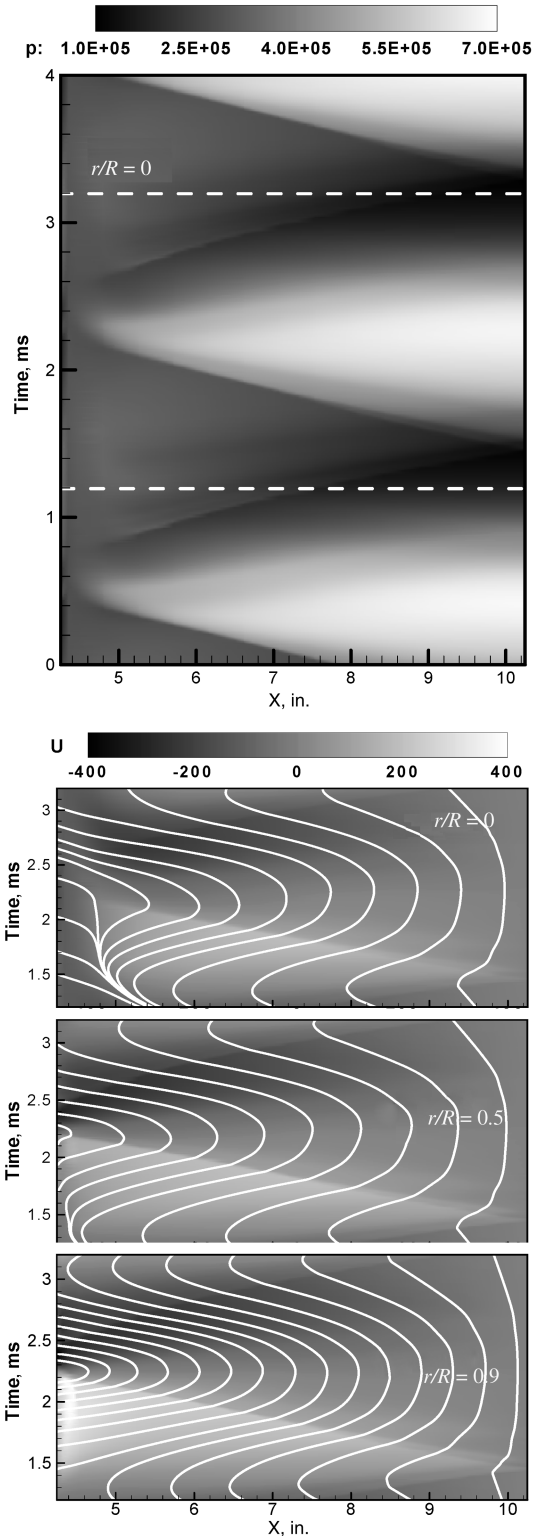 p: 1.0E+05 2.5E+05 4.0E+05 5.5E+05 7.0E+05
4
r/R = 0
3
Time, ms
2
1
0
5 6 7 8 9 10
X, in.
U
-400 -200 0 200 400
3
r/R = 0
2.5
Time, ms
2
1.5
3
2.5
r/R = 0.5
Time, ms
2
1.5
3
2.5
r/R = 0.9
Time, ms
2
1.5
5 6 7 8 9 10
X, in.